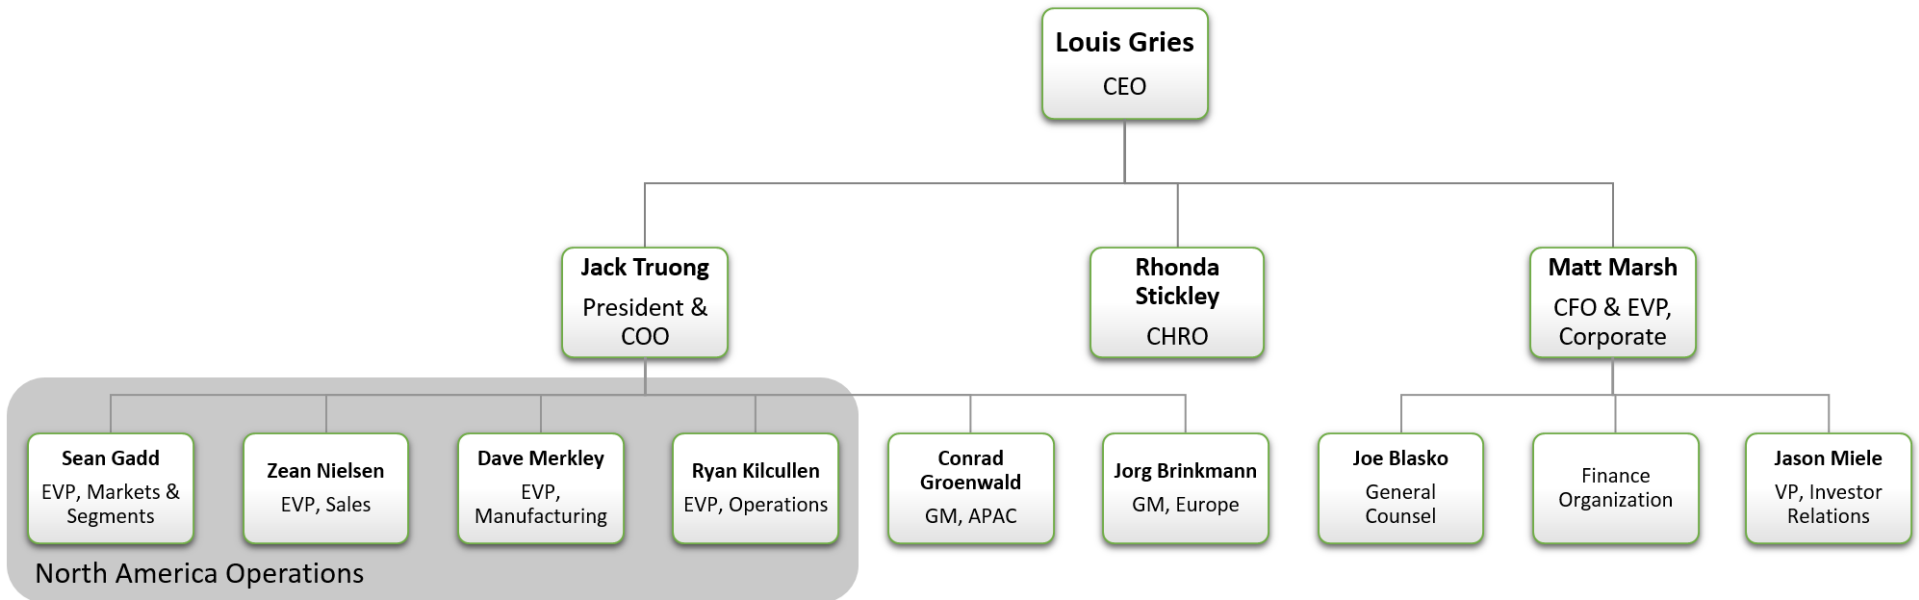 Louis Gries
CEO
Jack Truong
President &
COO
Rhonda
Stickley
CHRO
Matt Marsh
CFO & EVP,
Corporate
Sean Gadd
EVP, Markets &
Segments
Zean Nielsen
EVP, Sales
Dave Merkley
EVP,
Manufacturing
Ryan Kilcullen
EVP, Operations
Conrad
Groenwald
GM, APAC
Jorg Brinkmann
GM, Europe
Joe Blasko
General
Counsel
Finance
Organization
Jason Miele
VP, Investor
Relations
North America Operations